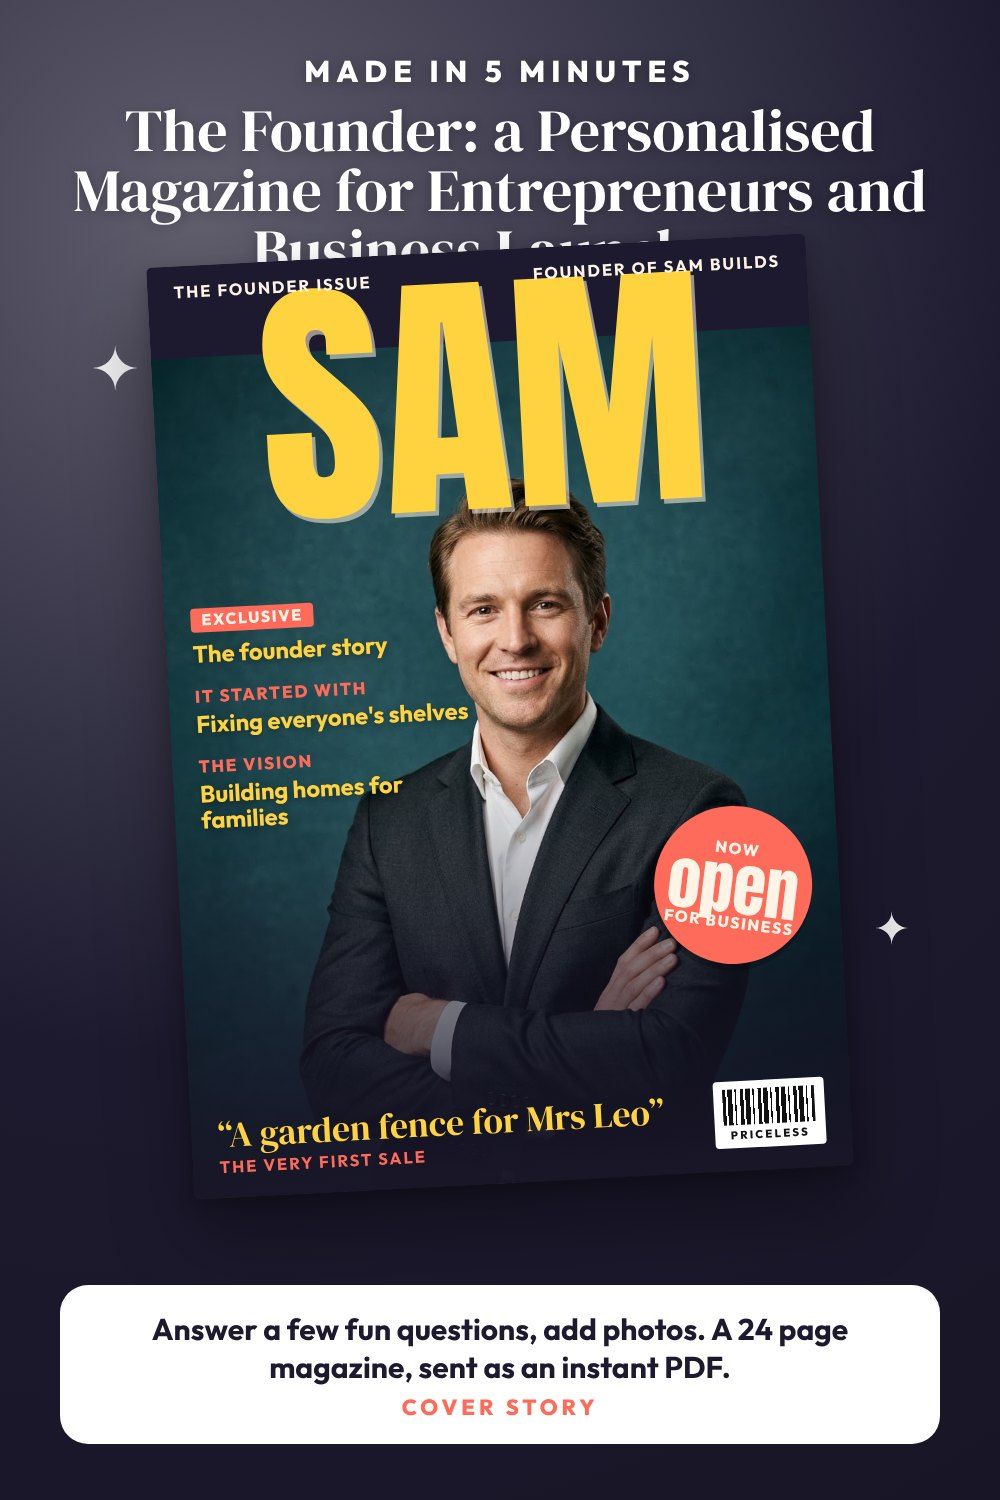 MADE IN 5 MINUTES
The Founder: a Personalised
Magazine for Entrepreneurs and
Business
THE FOUNDER ISSUE
FOUNDER OF SAM BUILDS
SAM
EXCLUSIVE
The founder story
IT STARTED WITH
Fixing everyone's shelves
THE VISION
Building homes for
families
NOW
open
FOR BUSINESS
“A garden fence for Mrs Leo”
THE VERY FIRST SALE
PRICELESS
Answer a few fun questions, add photos. A 24 page
magazine, sent as an instant PDF.
COVER STORY